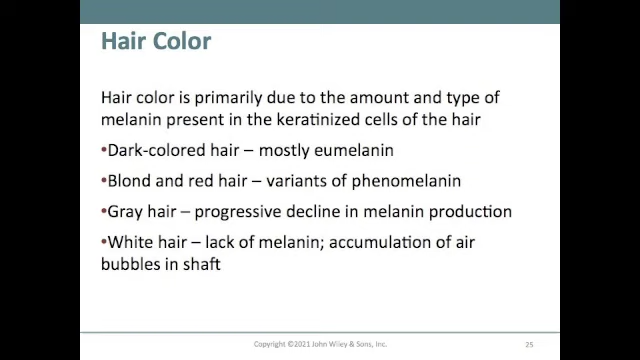 Hair Color
Hair color is primarily due to the amount and type of
melanin present in the keratinized cells of the hair
•Dark-colored hair – mostly eumelanin
•Blond and red hair – variants of phenomelanin
•Gray hair – progressive decline in melanin production
•White hair – lack of melanin; accumulation of air
bubbles in shaft
Copyright ©2021 John Wiley & Sons, Inc.
25